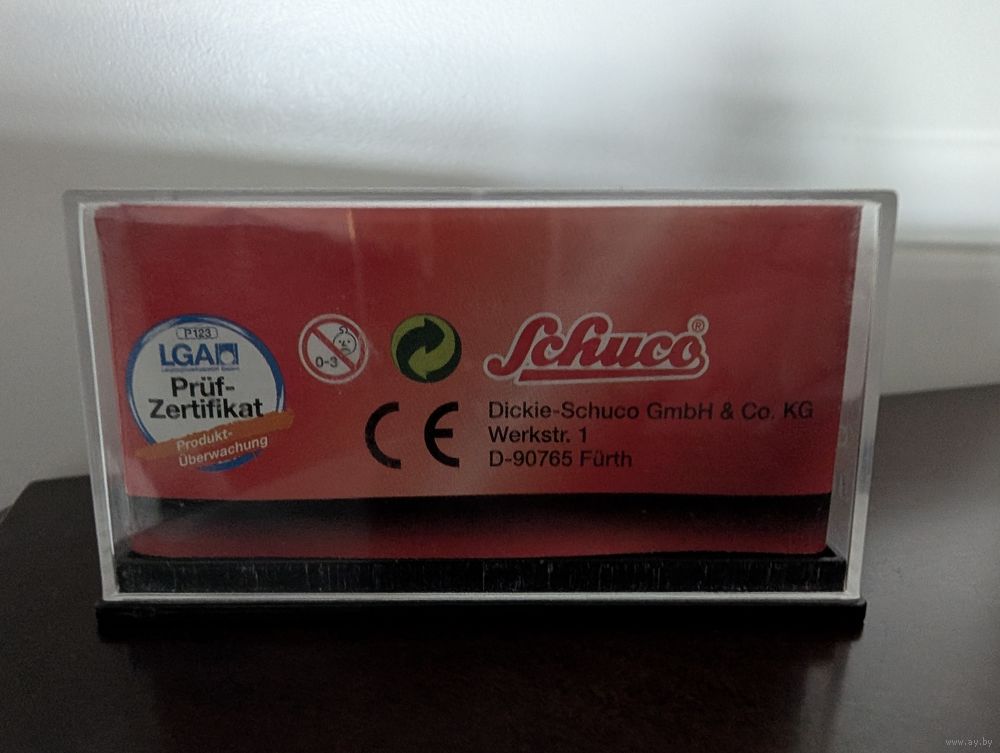 P123
LGA
Prüf-
Zertifikat
Produkt-
Überwachung
0-3
Schuco®
CE
Dickie-Schuco GmbH & Co. KG
Werkstr. 1
D-90765 Fürth
www.ay.by